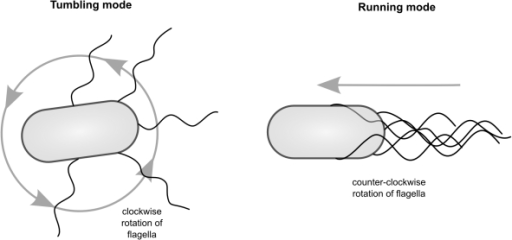 Tumbling mode
Running mode
clockwise
rotation of
flagella
counter-clockwise
rotation of flagella